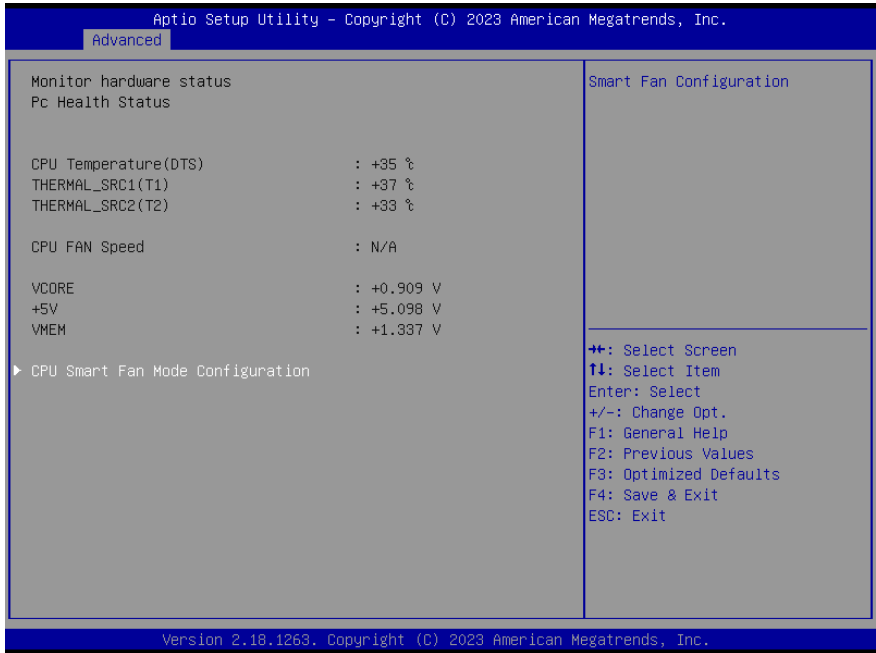 Aptio Setup Utility – Copyright (C) 2023 American Megatrends, Inc.
Advanced
Monitor hardware status
Pc Health Status
CPU Temperature(DTS) : +35 ℃
THERMAL_SRC1(T1) : +37 ℃
THERMAL_SRC2(T2) : +33 ℃
CPU FAN Speed : N/A
VCORE : +0.909 V
+5V : +5.098 V
VMEM : +1.337 V
CPU Smart Fan Mode Configuration
Smart Fan Configuration
→←: Select Screen
↑↓: Select Item
Enter: Select
+/-: Change Opt.
F1: General Help
F2: Previous Values
F3: Optimized Defaults
F4: Save & Exit
ESC: Exit
Version 2.18.1263. Copyright (C) 2023 American Megatrends, Inc.